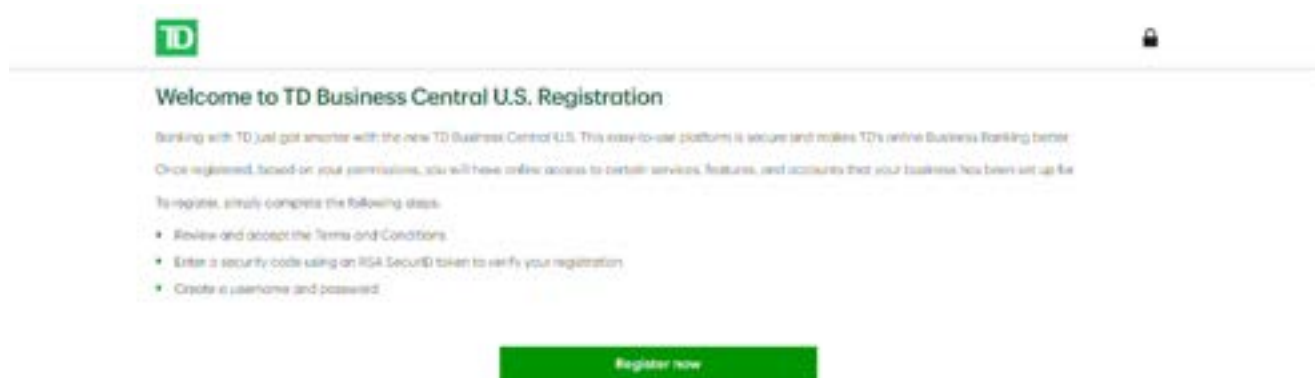 TD
Welcome to TD Business Central U.S. Registration
Banking with TD just got smarter with the new TD Business Central U.S. This easy-to-use platform is secure and makes TD's online Business Banking better
Once registered, based on your permissions, you will have online access to certain services, features, and accounts that your business has been set up for
To register, simply complete the following steps.
• Review and accept the Terms and Conditions
• Enter a security code using an RSA SecurID token to verify your registration
• Create a username and password
Register now